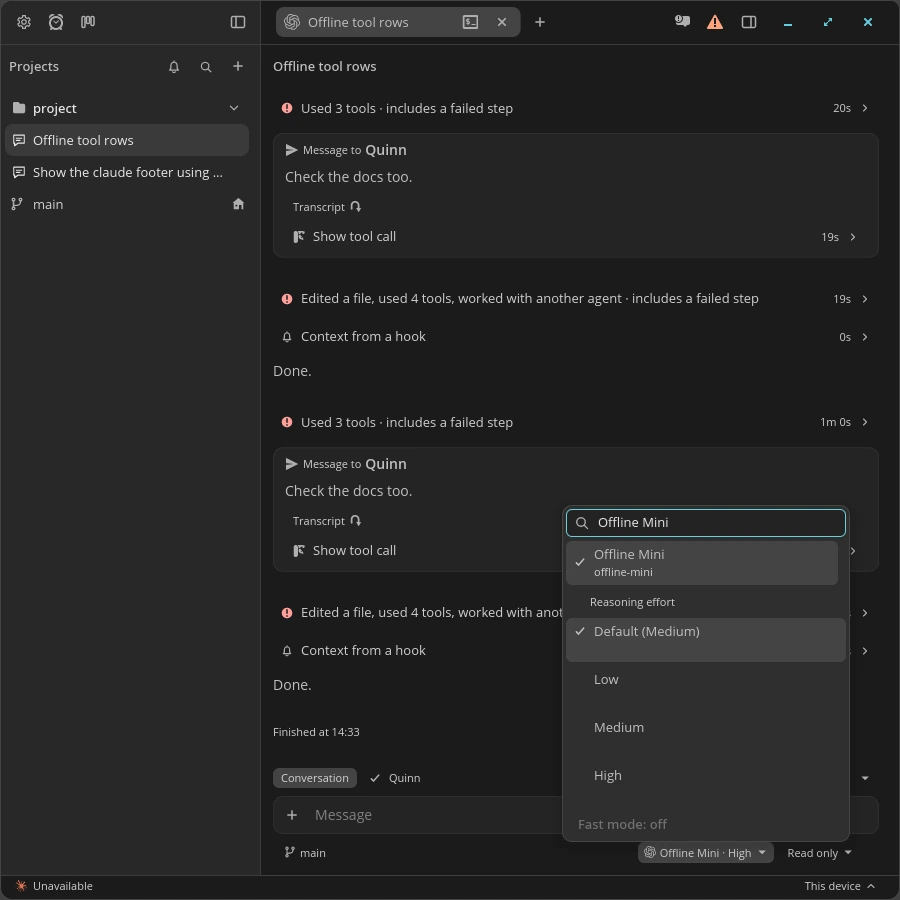 Offline tool rows
Projects
Offline tool rows
project
Used 3 tools · includes a failed step 20s
Offline tool rows
Message to Quinn
Show the claude footer using ...
Check the docs too.
main
Transcript
Show tool call 19s
Edited a file, used 4 tools, worked with another agent · includes a failed step 19s
Context from a hook 0s
Done.
Used 3 tools · includes a failed step 1m 0s
Message to Quinn
Check the docs too.
Transcript
Show tool call
Edited a file, used 4 tools, worked with
Context from a hook
Done.
Finished at 14:33
Conversation Quinn
Message
Offline Mini
Offline Mini
offline-mini
Reasoning effort
Default (Medium)
Low
Medium
High
Fast mode: off
main Offline Mini · High Read only
Unavailable This device